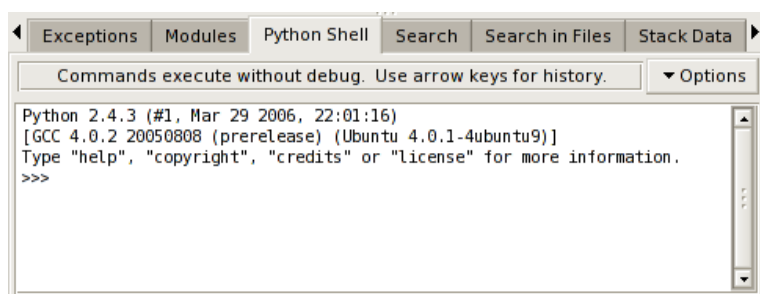 Exceptions Modules Python Shell Search Search in Files Stack Data
Commands execute without debug. Use arrow keys for history. Options
Python 2.4.3 (#1, Mar 29 2006, 22:01:16)
[GCC 4.0.2 20050808 (prerelease) (Ubuntu 4.0.1-4ubuntu9)]
Type "help", "copyright", "credits" or "license" for more information.
>>>